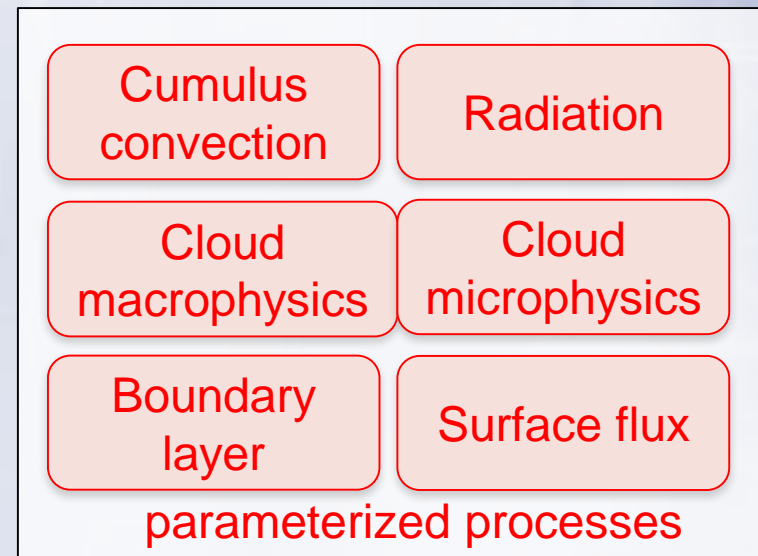 Cumulus
convection
Radiation
Cloud
macrophysics
Cloud
microphysics
Boundary
layer
Surface flux
parameterized processes